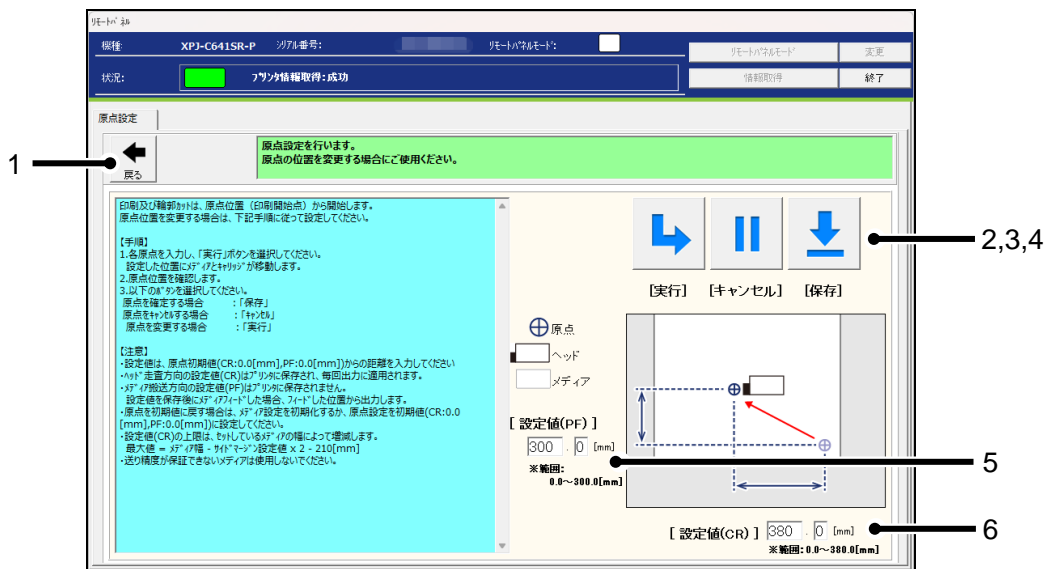 リモートパネル
機種:
XPJ-C641SR-P
シリアル番号:
リモートパネルモード:
リモートパネルモード
変更
状況:
プリンタ情報取得:成功
情報取得
終了
原点設定
戻る
原点設定を行います。
原点の位置を変更する場合にご使用ください。
1
印刷及び輪郭カットは、原点位置（印刷開始点）から開始します。
原点位置を変更する場合は、下記手順に従って設定してください。
【手順】
1.各原点を入力し、「実行」ボタンを選択してください。
設定した位置にメディアとキャリッジが移動します。
2.原点位置を確認します。
3.以下のボタンを選択してください。
原点を確定する場合　　：「保存」
原点をキャンセルする場合　：「キャンセル」
原点を変更する場合　　：「実行」
【注意】
・設定値は、原点初期値(CR:0.0[mm],PF:0.0[mm])からの距離を入力してください
・ヘッド走査方向の設定値(CR)はプリンタに保存され、毎回出力に適用されます。
・メディア搬送方向の設定値(PF)はプリンタに保存されません。
設定値を保存後にメディアフィードした場合、フィードした位置から出力します。
・原点を初期値に戻す場合は、メディア設定を初期化するか、原点設定を初期値(CR:0.0
[mm],PF:0.0[mm])に設定してください。
・設定値(CR)の上限は、セットしているメディアの幅によって増減します。
最大値 = メディア幅 - サイドマージン設定値 x 2 - 210[mm]
・送り精度が保証できないメディアは使用しないでください。
[実行]
[キャンセル]
[保存]
2,3,4
原点
ヘッド
メディア
[ 設定値(PF) ]
300 . 0 [mm]
※範囲:
0.0～300.0[mm]
5
[ 設定値(CR) ] 380 . 0 [mm]
※範囲:0.0～380.0[mm]
6